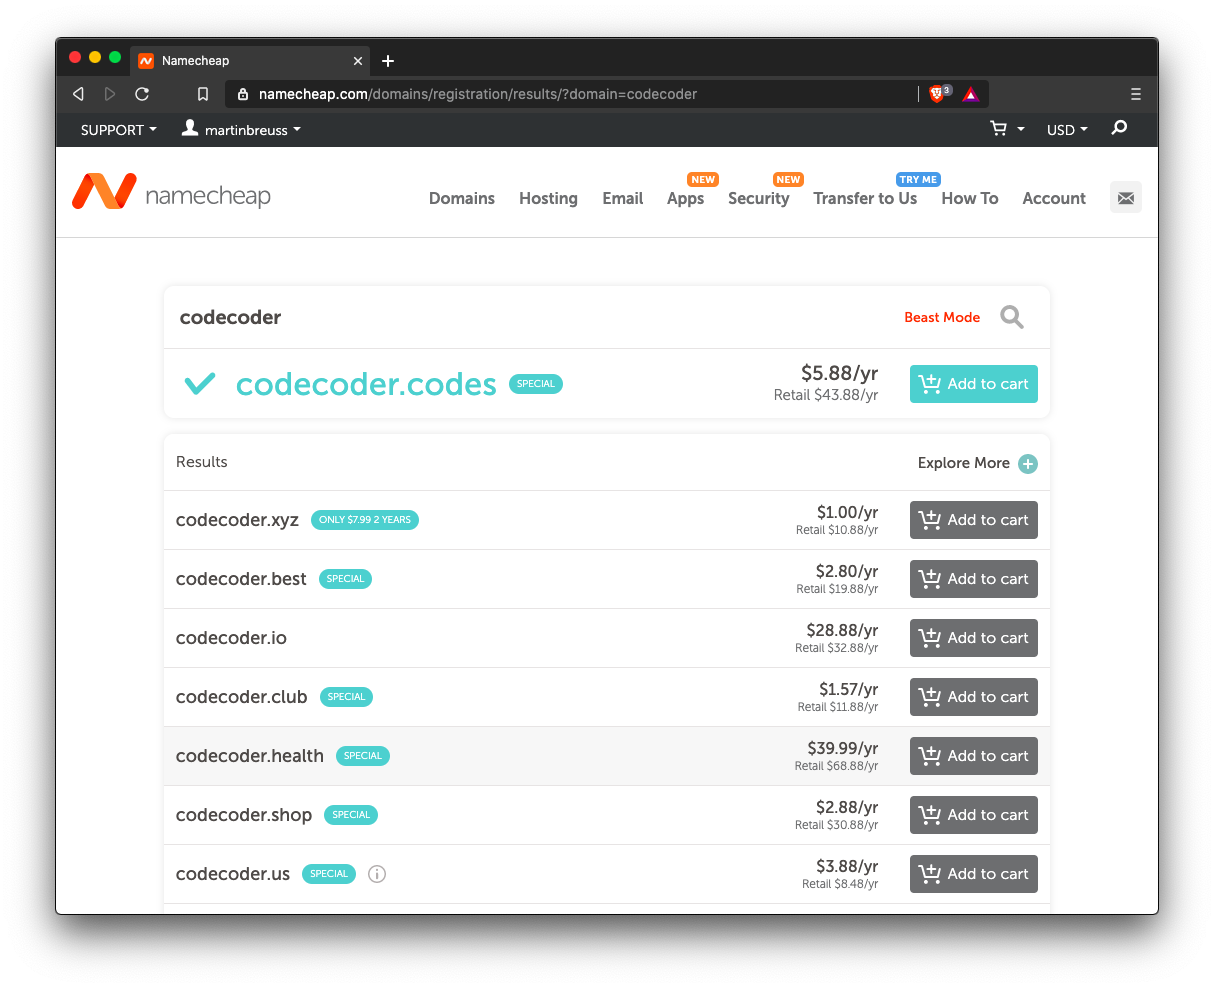 Namecheap
namecheap.com/domains/registration/results/?domain=codecoder
3
SUPPORT martinbreuss USD
NEW NEW TRY ME
namecheap Domains Hosting Email Apps Security Transfer to Us How To Account
codecoder Beast Mode
codecoder.codes SPECIAL $5.88/yr Add to cart
Retail $43.88/yr
Results Explore More
codecoder.xyz ONLY $7.99 2 YEARS $1.00/yr Add to cart
Retail $10.88/yr
codecoder.best SPECIAL $2.80/yr Add to cart
Retail $19.88/yr
codecoder.io $28.88/yr Add to cart
Retail $32.88/yr
codecoder.club SPECIAL $1.57/yr Add to cart
Retail $11.88/yr
codecoder.health SPECIAL $39.99/yr Add to cart
Retail $68.88/yr
codecoder.shop SPECIAL $2.88/yr Add to cart
Retail $30.88/yr
codecoder.us SPECIAL $3.88/yr Add to cart
Retail $8.48/yr